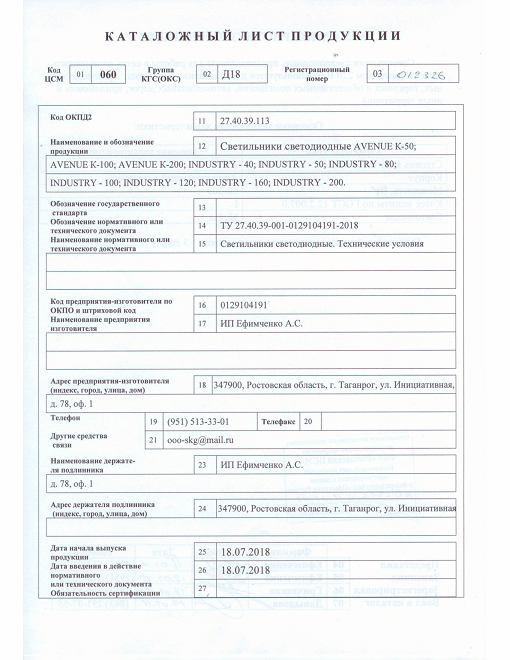 КАТАЛОЖНЫЙ ЛИСТ ПРОДУКЦИИ
Код ЦСМ 01 060 Группа КГС(ОКС) 02 Д18 Регистрационный номер 03 012326
Код ОКПД2 11 27.40.39.113
Наименование и обозначение продукции 12 Светильники светодиодные AVENUE К-50;
AVENUE К-100; AVENUE К-200; INDUSTRY - 40; INDUSTRY - 50; INDUSTRY - 80;
INDUSTRY - 100; INDUSTRY - 120; INDUSTRY - 160; INDUSTRY - 200.
Обозначение государственного стандарта 13
Обозначение нормативного или технического документа 14 ТУ 27.40.39-001-0129104191-2018
Наименование нормативного или технического документа 15 Светильники светодиодные. Технические условия
Код предприятия-изготовителя по ОКПО и штриховой код 16 0129104191
Наименование предприятия изготовителя 17 ИП Ефимченко А.С.
Адрес предприятия-изготовителя (индекс, город, улица, дом) 18 347900, Ростовская область, г. Таганрог, ул. Инициативная,
д. 78, оф. 1
Телефон 19 (951) 513-33-01 Телефакс 20
Другие средства связи 21 ooo-skg@mail.ru
Наименование держате-
ля подлинника 23 ИП Ефимченко А.С.
д. 78, оф. 1
Адрес держателя подлинника (индекс, город, улица, дом) 24 347900, Ростовская область, г. Таганрог, ул. Инициативная
Дата начала выпуска продукции 25 18.07.2018
Дата введения в действие нормативного или технического документа 26 18.07.2018
Обязательность сертификации 27